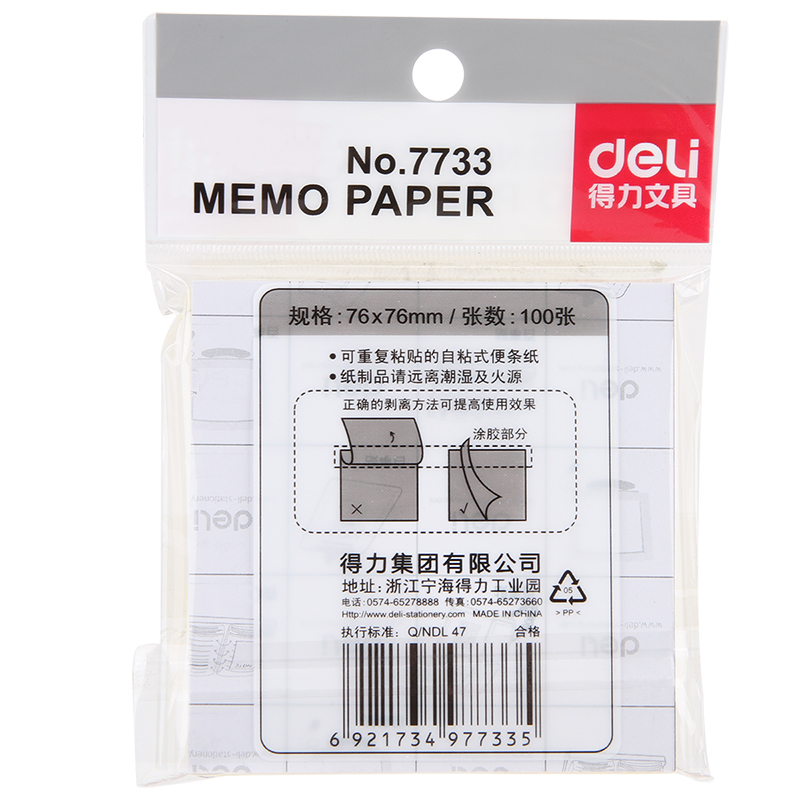 No.7733
MEMO PAPER
deli
得力文具
规格:76x76mm / 张数:100张
• 可重复粘贴的自粘式便条纸
• 纸制品请远离潮湿及火源
正确的剥离方法可提高使用效果
涂胶部分
得力集团有限公司
地址:浙江宁海得力工业园
电话:0574-65278888 传真:0574-65273660
Http://www.deli-stationery.com MADE IN CHINA
05
> PP <
执行标准: Q/NDL 47 合格
6 921734 977335
deli
deli
deli
deli